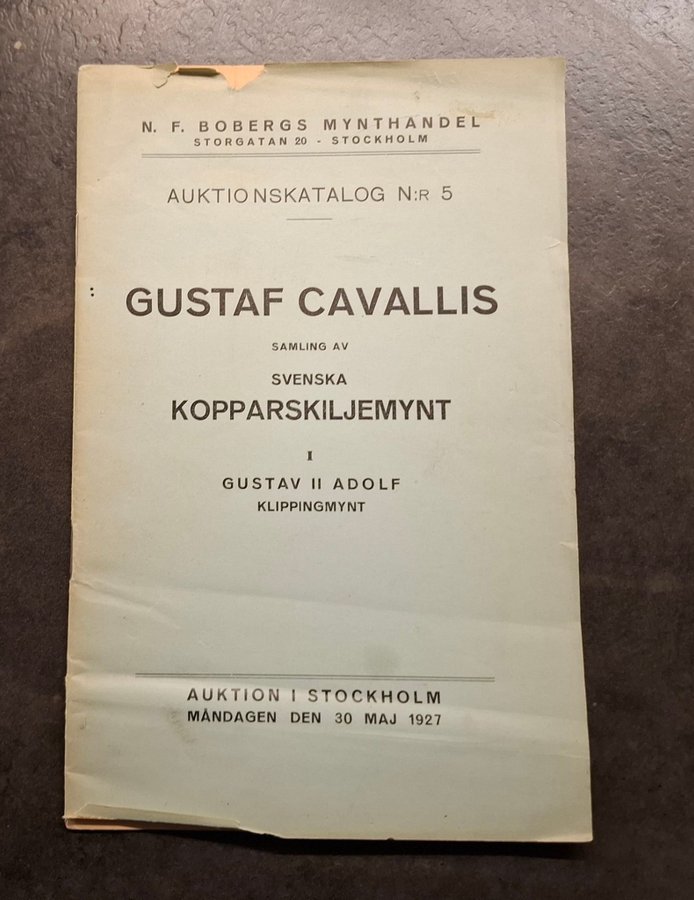 N. F. BOBERGS MYNTHANDEL
STORGATAN 20 - STOCKHOLM
AUKTIONSKATALOG N:R 5
GUSTAF CAVALLIS
SAMLING AV
SVENSKA
KOPPARSKILJEMYNT
I
GUSTAV II ADOLF
KLIPPINGMYNT
AUKTION I STOCKHOLM
MÅNDAGEN DEN 30 MAJ 1927